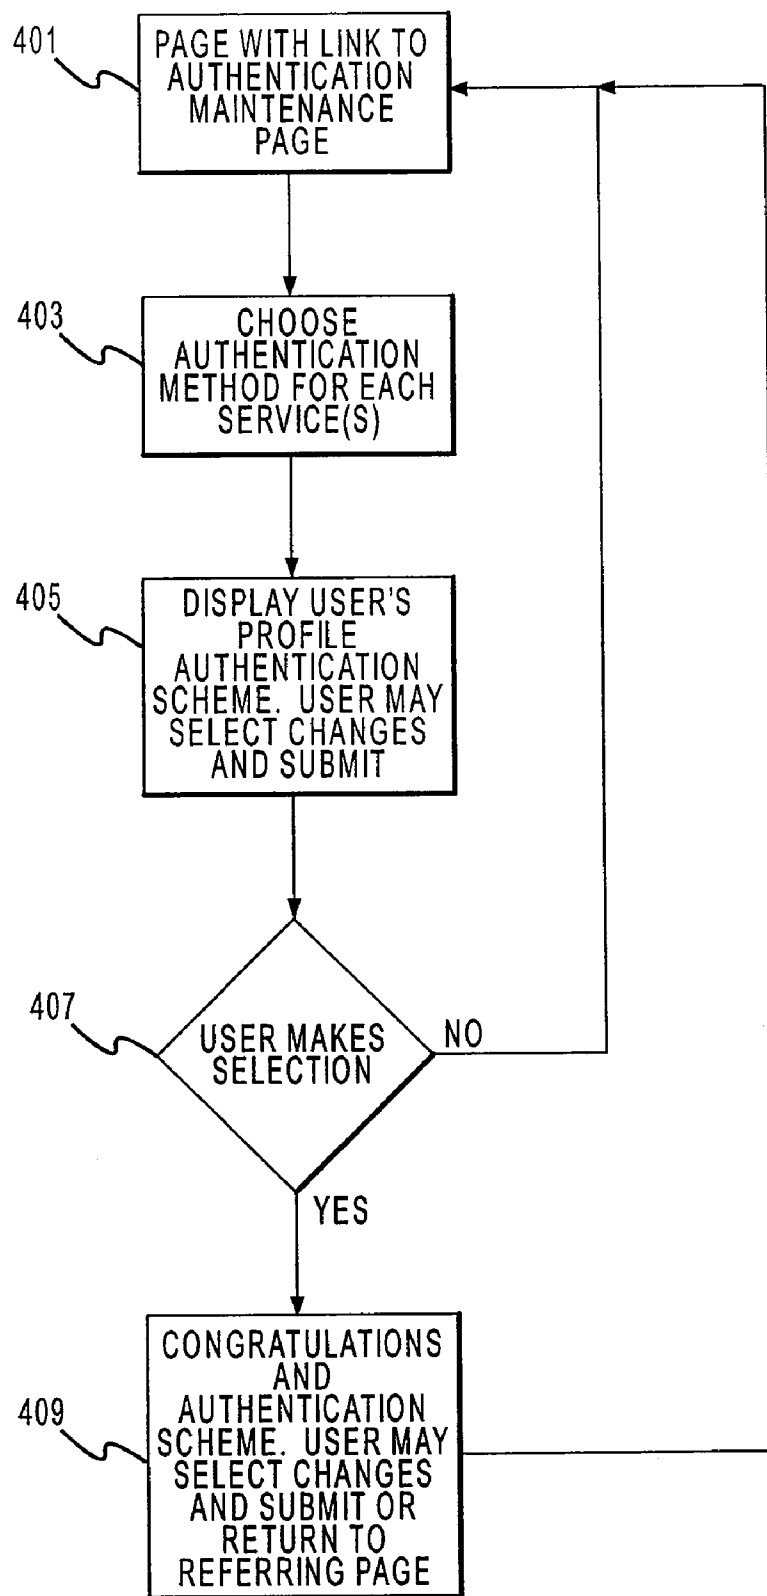 401
PAGE WITH LINK TO
AUTHENTICATION
MAINTENANCE
PAGE
403
CHOOSE
AUTHENTICATION
METHOD FOR EACH
SERVICE(S)
405
DISPLAY USER'S
PROFILE
AUTHENTICATION
SCHEME. USER MAY
SELECT CHANGES
AND SUBMIT
407
USER MAKES
SELECTION
NO
YES
409
CONGRATULATIONS
AND
AUTHENTICATION
SCHEME. USER MAY
SELECT CHANGES
AND SUBMIT OR
RETURN TO
REFERRING PAGE